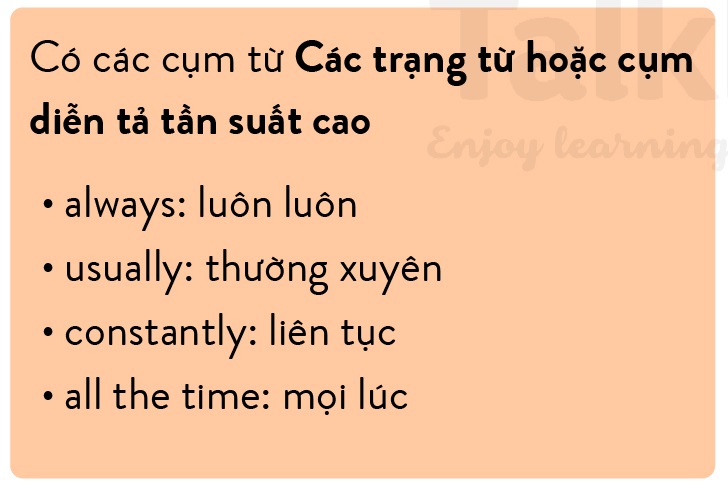 Talk
Enjoy learning
Có các cụm từ Các trạng từ hoặc cụm
diễn tả tần suất cao
• always: luôn luôn
• usually: thường xuyên
• constantly: liên tục
• all the time: mọi lúc